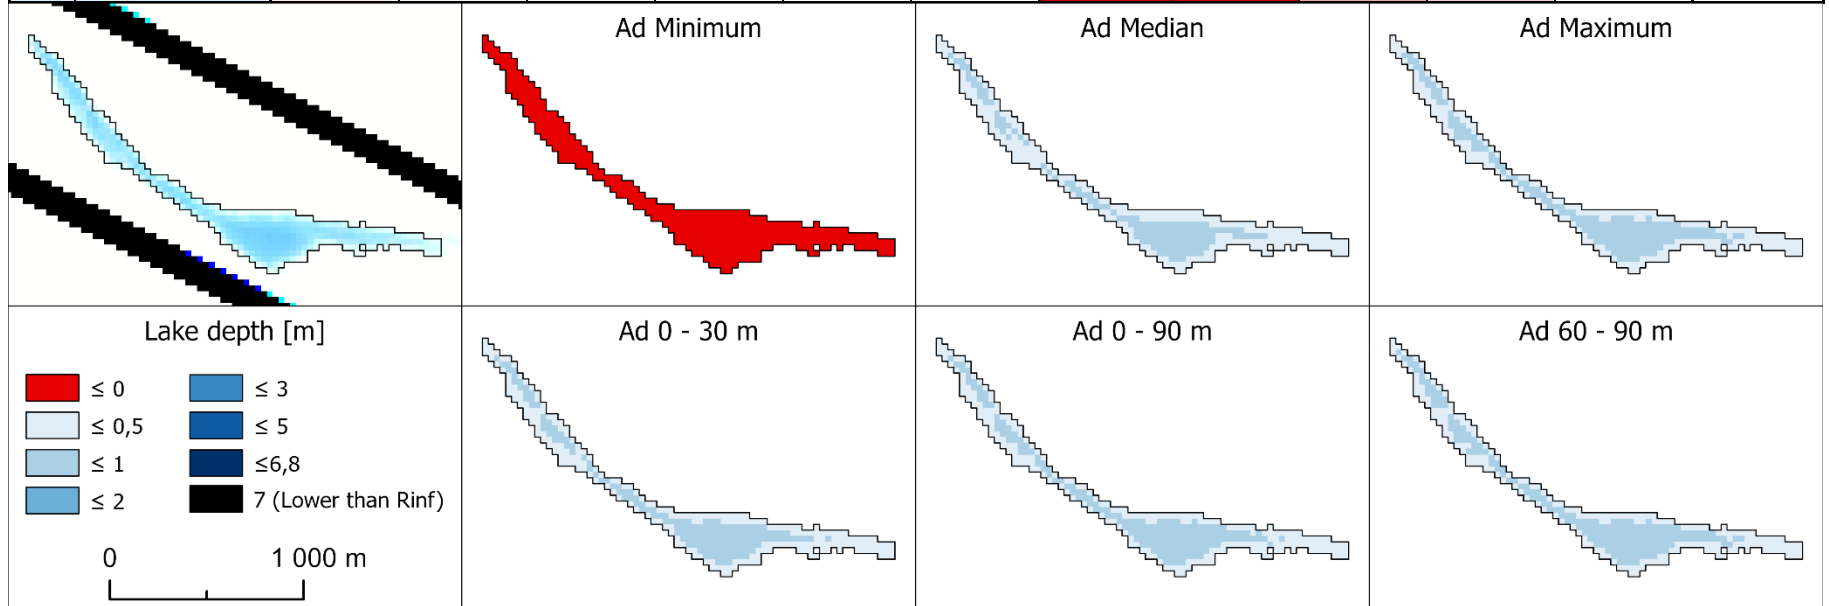 Ad Minimum
Ad Median
Ad Maximum
Lake depth [m]
≤ 0
≤ 3
≤ 0,5
≤ 5
≤ 1
≤6,8
≤ 2
7 (Lower than Rinf)
0
1 000 m
Ad 0 - 30 m
Ad 0 - 90 m
Ad 60 - 90 m